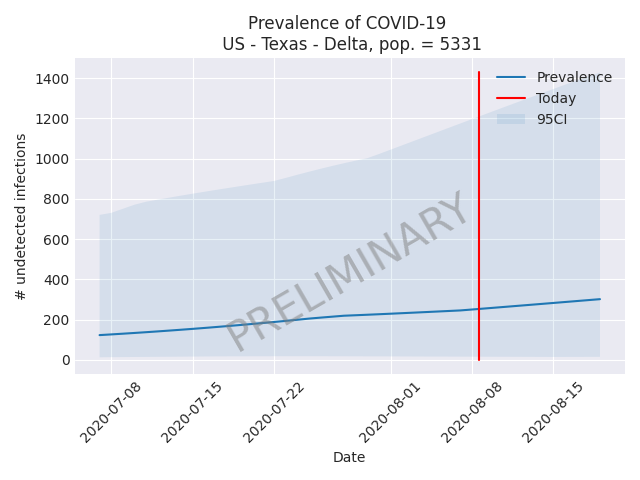 Prevalence of COVID-19
US - Texas - Delta, pop. = 5331
Prevalence
Today
95CI
1400
1200
1000
800
600
400
200
0
# undetected infections
PRELIMINARY
2020-07-08
2020-07-15
2020-07-22
2020-08-01
2020-08-08
2020-08-15
Date